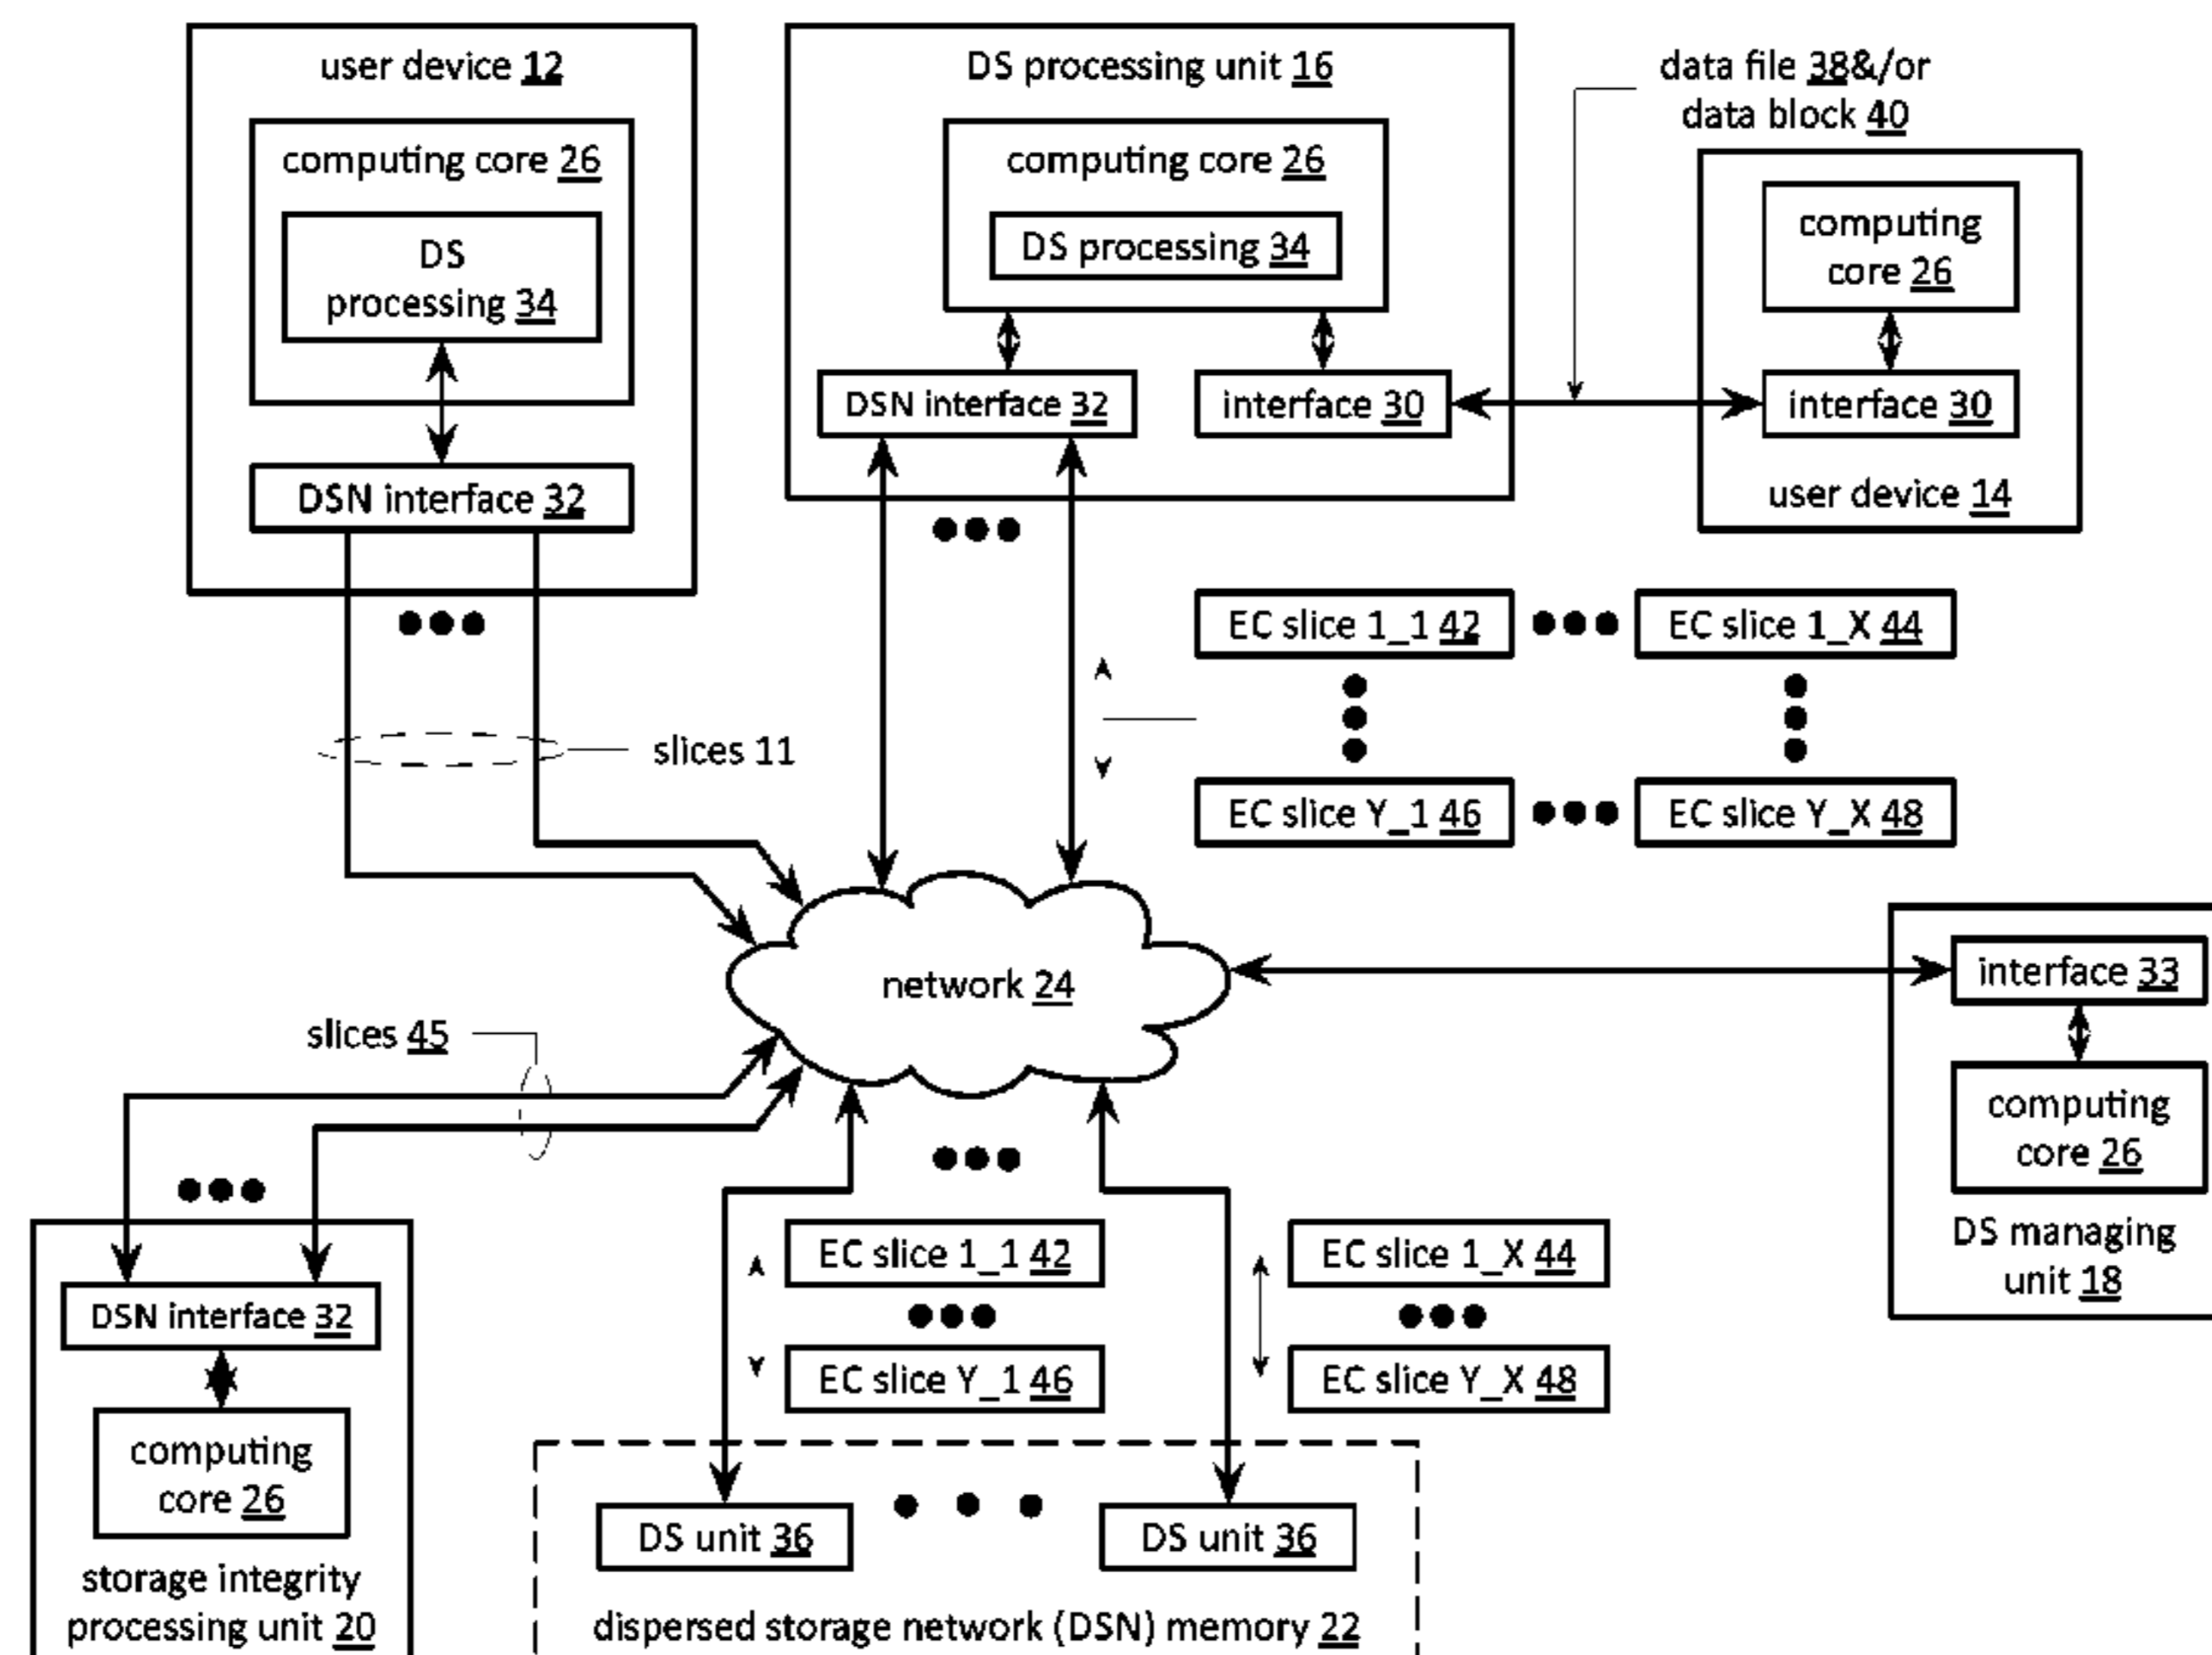 user device 12
computing core 26
DS
processing 34
DSN interface 32
DS processing unit 16
computing core 26
DS processing 34
DSN interface 32
interface 30
data file 38&/or
data block 40
computing
core 26
interface 30
user device 14
slices 11
EC slice 1_1 42
EC slice 1_X 44
EC slice Y_1 46
EC slice Y_X 48
network 24
interface 33
computing
core 26
DS managing
unit 18
slices 45
DSN interface 32
computing
core 26
storage integrity
processing unit 20
EC slice 1_1 42
EC slice Y_1 46
EC slice 1_X 44
EC slice Y_X 48
DS unit 36
DS unit 36
dispersed storage network (DSN) memory 22